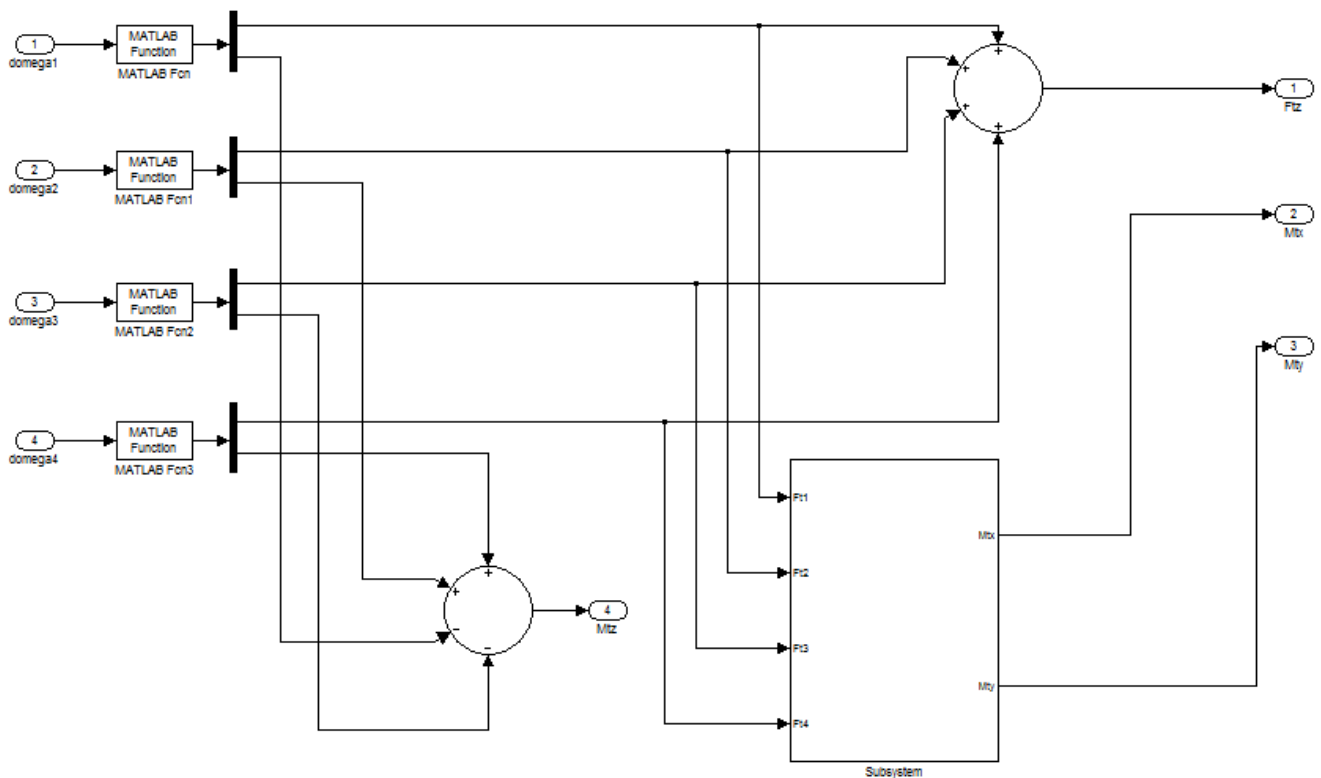 1
domega1
MATLAB
Function
MATLAB Fcn
2
domega2
MATLAB
Function
MATLAB Fcn1
3
domega3
MATLAB
Function
MATLAB Fcn2
4
domega4
MATLAB
Function
MATLAB Fcn3
+
+
+
+
1
Ftz
2
Mtx
3
Mty
+
+
-
-
4
Mtz
Ft1
Ft2
Ft3
Ft4
Mtx
Mty
Subsystem